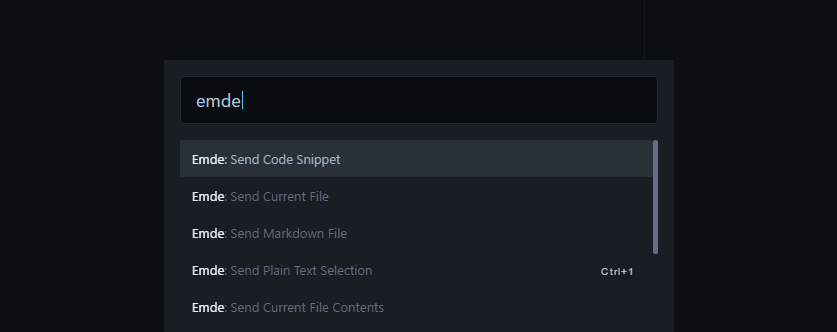 emde
Emde: Send Code Snippet
Emde: Send Current File
Emde: Send Markdown File
Emde: Send Plain Text Selection Ctrl+1
Emde: Send Current File Contents